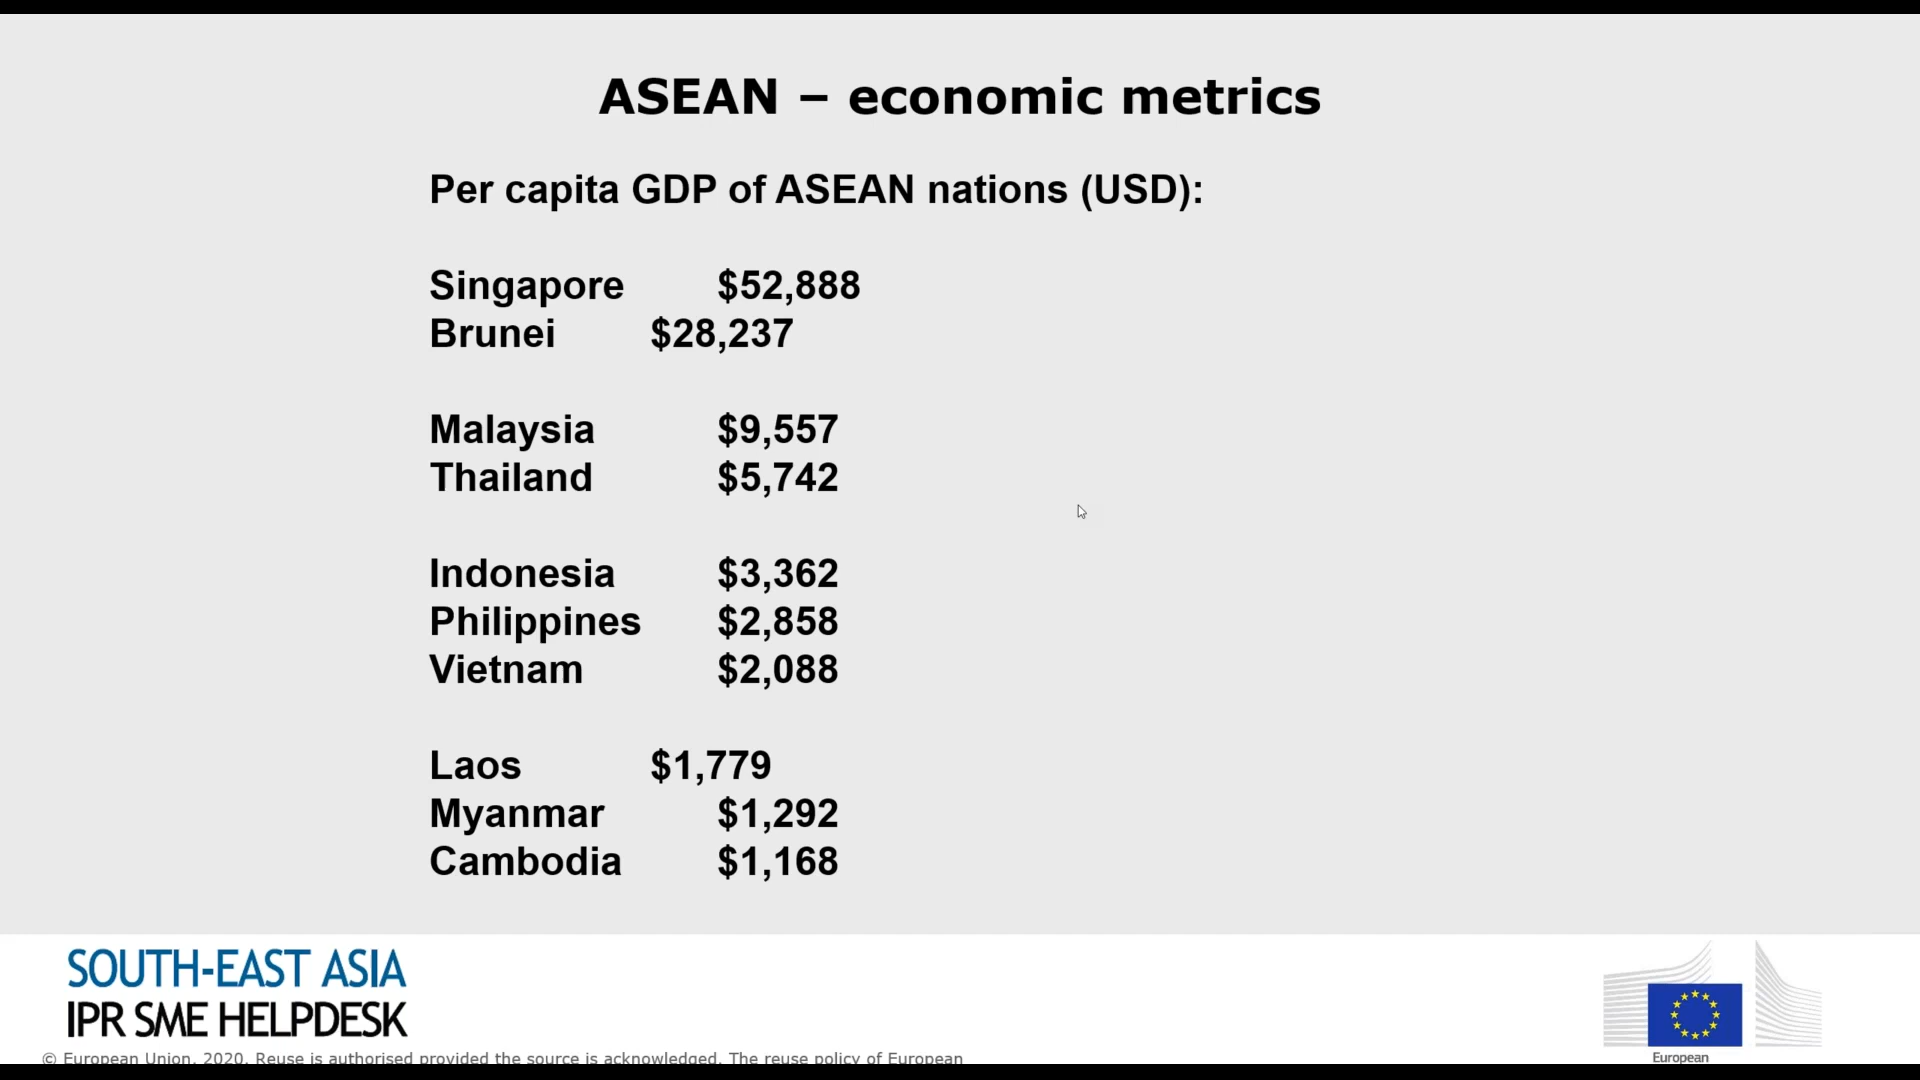 ASEAN – economic metrics
Per capita GDP of ASEAN nations (USD):
Singapore $52,888
Brunei $28,237
Malaysia $9,557
Thailand $5,742
Indonesia $3,362
Philippines $2,858
Vietnam $2,088
Laos $1,779
Myanmar $1,292
Cambodia $1,168
SOUTH-EAST ASIA
IPR SME HELPDESK
© European Union, 2020. Reuse is authorised provided the source is acknowledged. The reuse policy of European
European